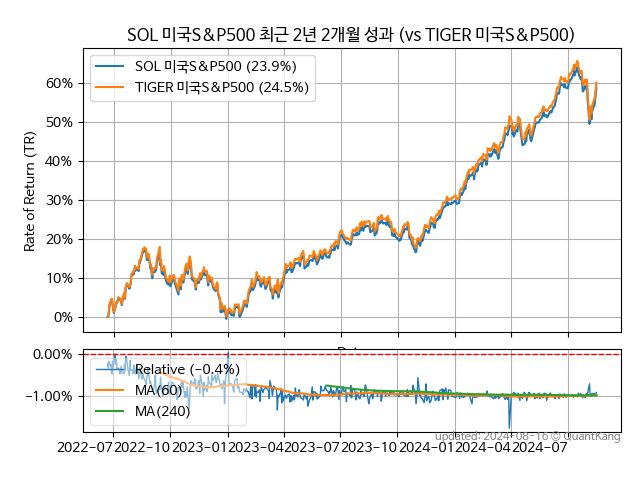 SOL 미국S&P500 최근 2년 2개월 성과 (vs TIGER 미국S&P500)
SOL 미국S&P500 (23.9%)
TIGER 미국S&P500 (24.5%)
60%
50%
40%
30%
20%
10%
0%
Rate of Return (TR)
0.00%
−1.00%
Relative (−0.4%)
MA(60)
MA(240)
2022-07
2022-10
2023-01
2023-04
2023-07
2023-10
2024-01
2024-04
2024-07
updated: 2024-08-16 © QuantKang